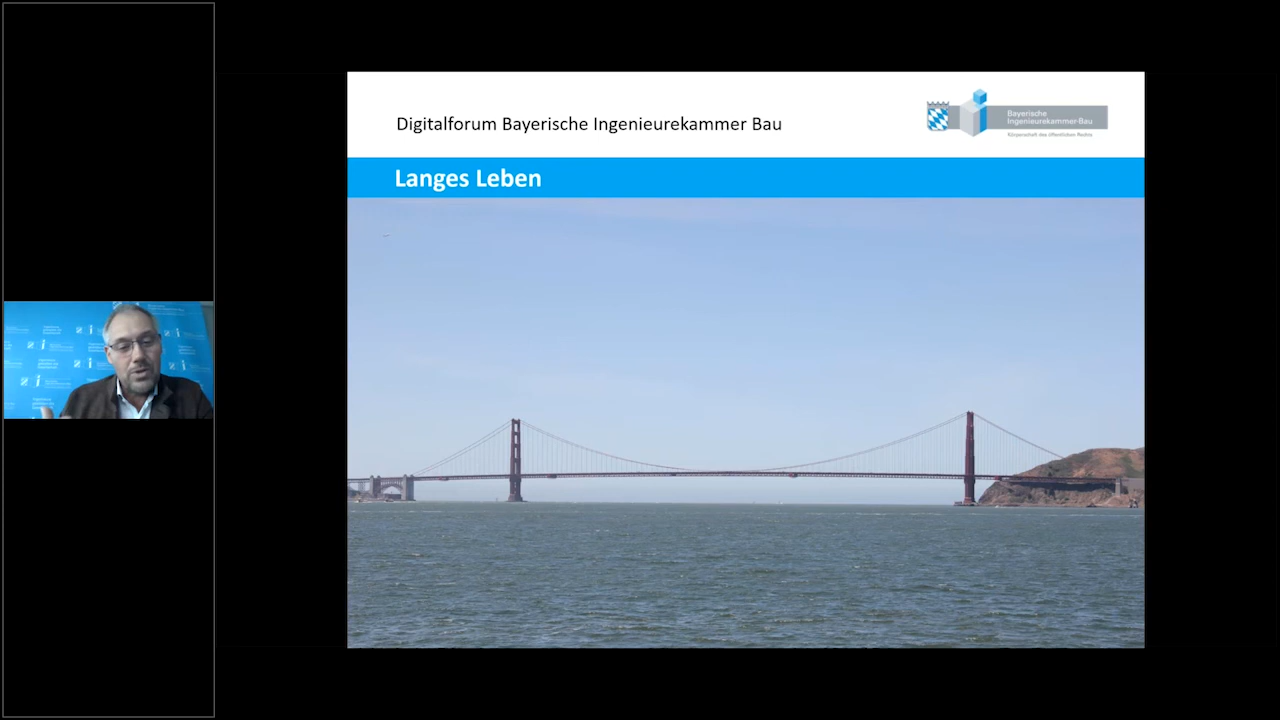 Digitalforum Bayerische Ingenieurekammer Bau
Bayerische
Ingenieurekammer-Bau
Körperschaft des öffentlichen Rechts
Langes Leben